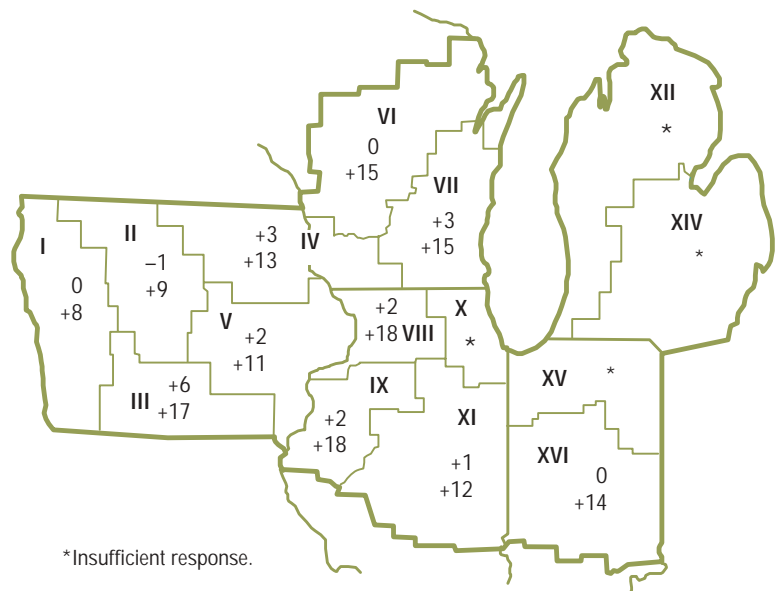 XII
*
VI
0
+15
VII
+3
+15
XIV
*
I
0
+8
II
–1
+9
+3
+13
IV
V
+2
+11
+2
+18 VIII
X
*
III
+6
+17
IX
+2
+18
XI
+1
+12
XV
*
XVI
0
+14
*Insufficient response.